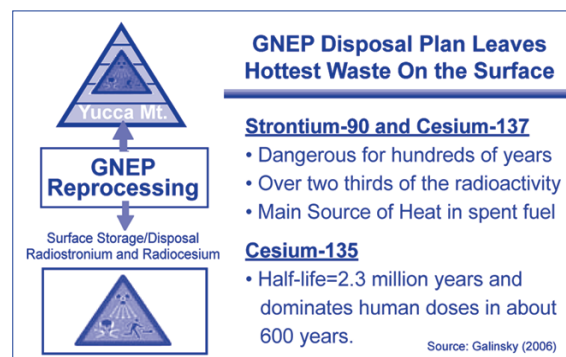 GNEP Disposal Plan Leaves
Hottest Waste On the Surface
Yucca Mt.
GNEP
Reprocessing
Surface Storage/Disposal
Radiostronium and Radiocesium
Strontium-90 and Cesium-137
• Dangerous for hundreds of years
• Over two thirds of the radioactivity
• Main Source of Heat in spent fuel
Cesium-135
• Half-life=2.3 million years and
dominates human doses in about
600 years.
Source: Galinsky (2006)